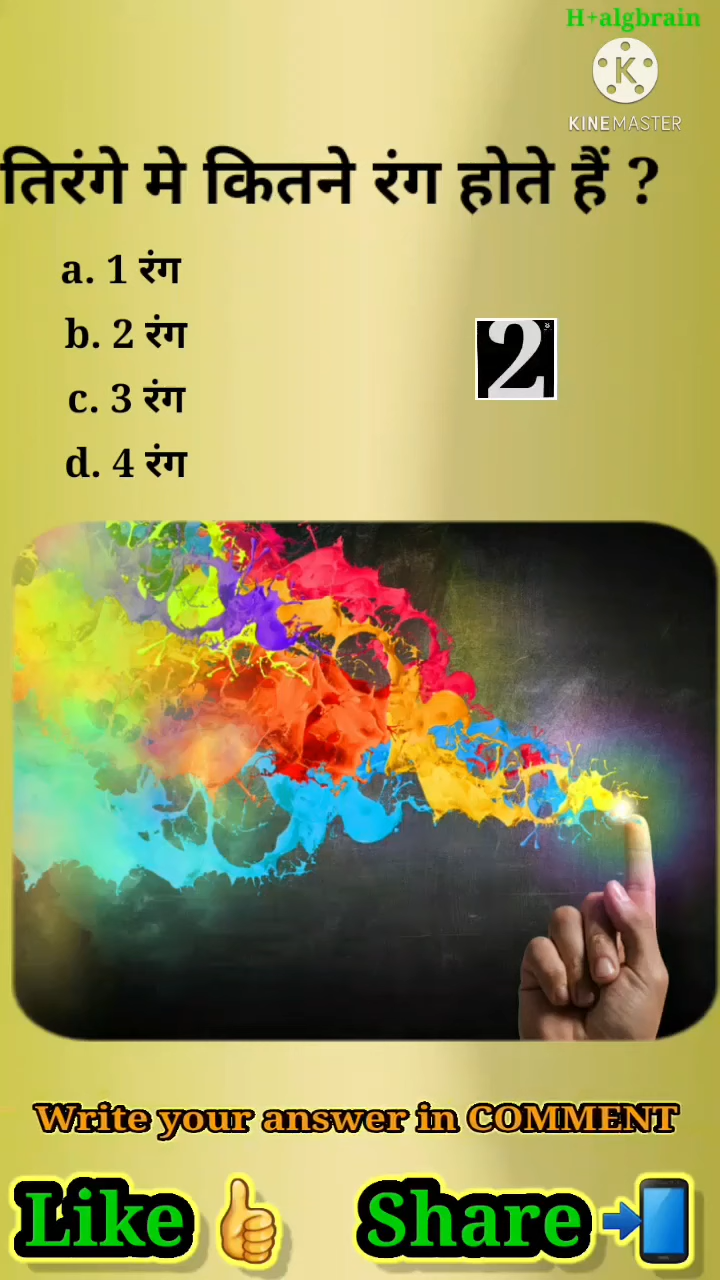 H+algbrain
KINEMASTER
तिरंगे मे कितने रंग होते हैं ?
a. 1 रंग
b. 2 रंग
2
c. 3 रंग
d. 4 रंग
Write your answer in COMMENT
Like Share